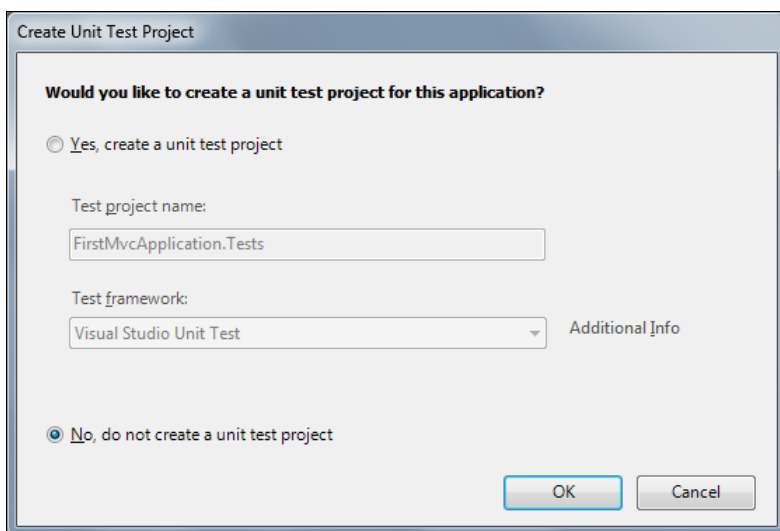 Create Unit Test Project
Would you like to create a unit test project for this application?
Yes, create a unit test project
Test project name:
FirstMvcApplication.Tests
Test framework:
Visual Studio Unit Test
Additional Info
No, do not create a unit test project
OK
Cancel